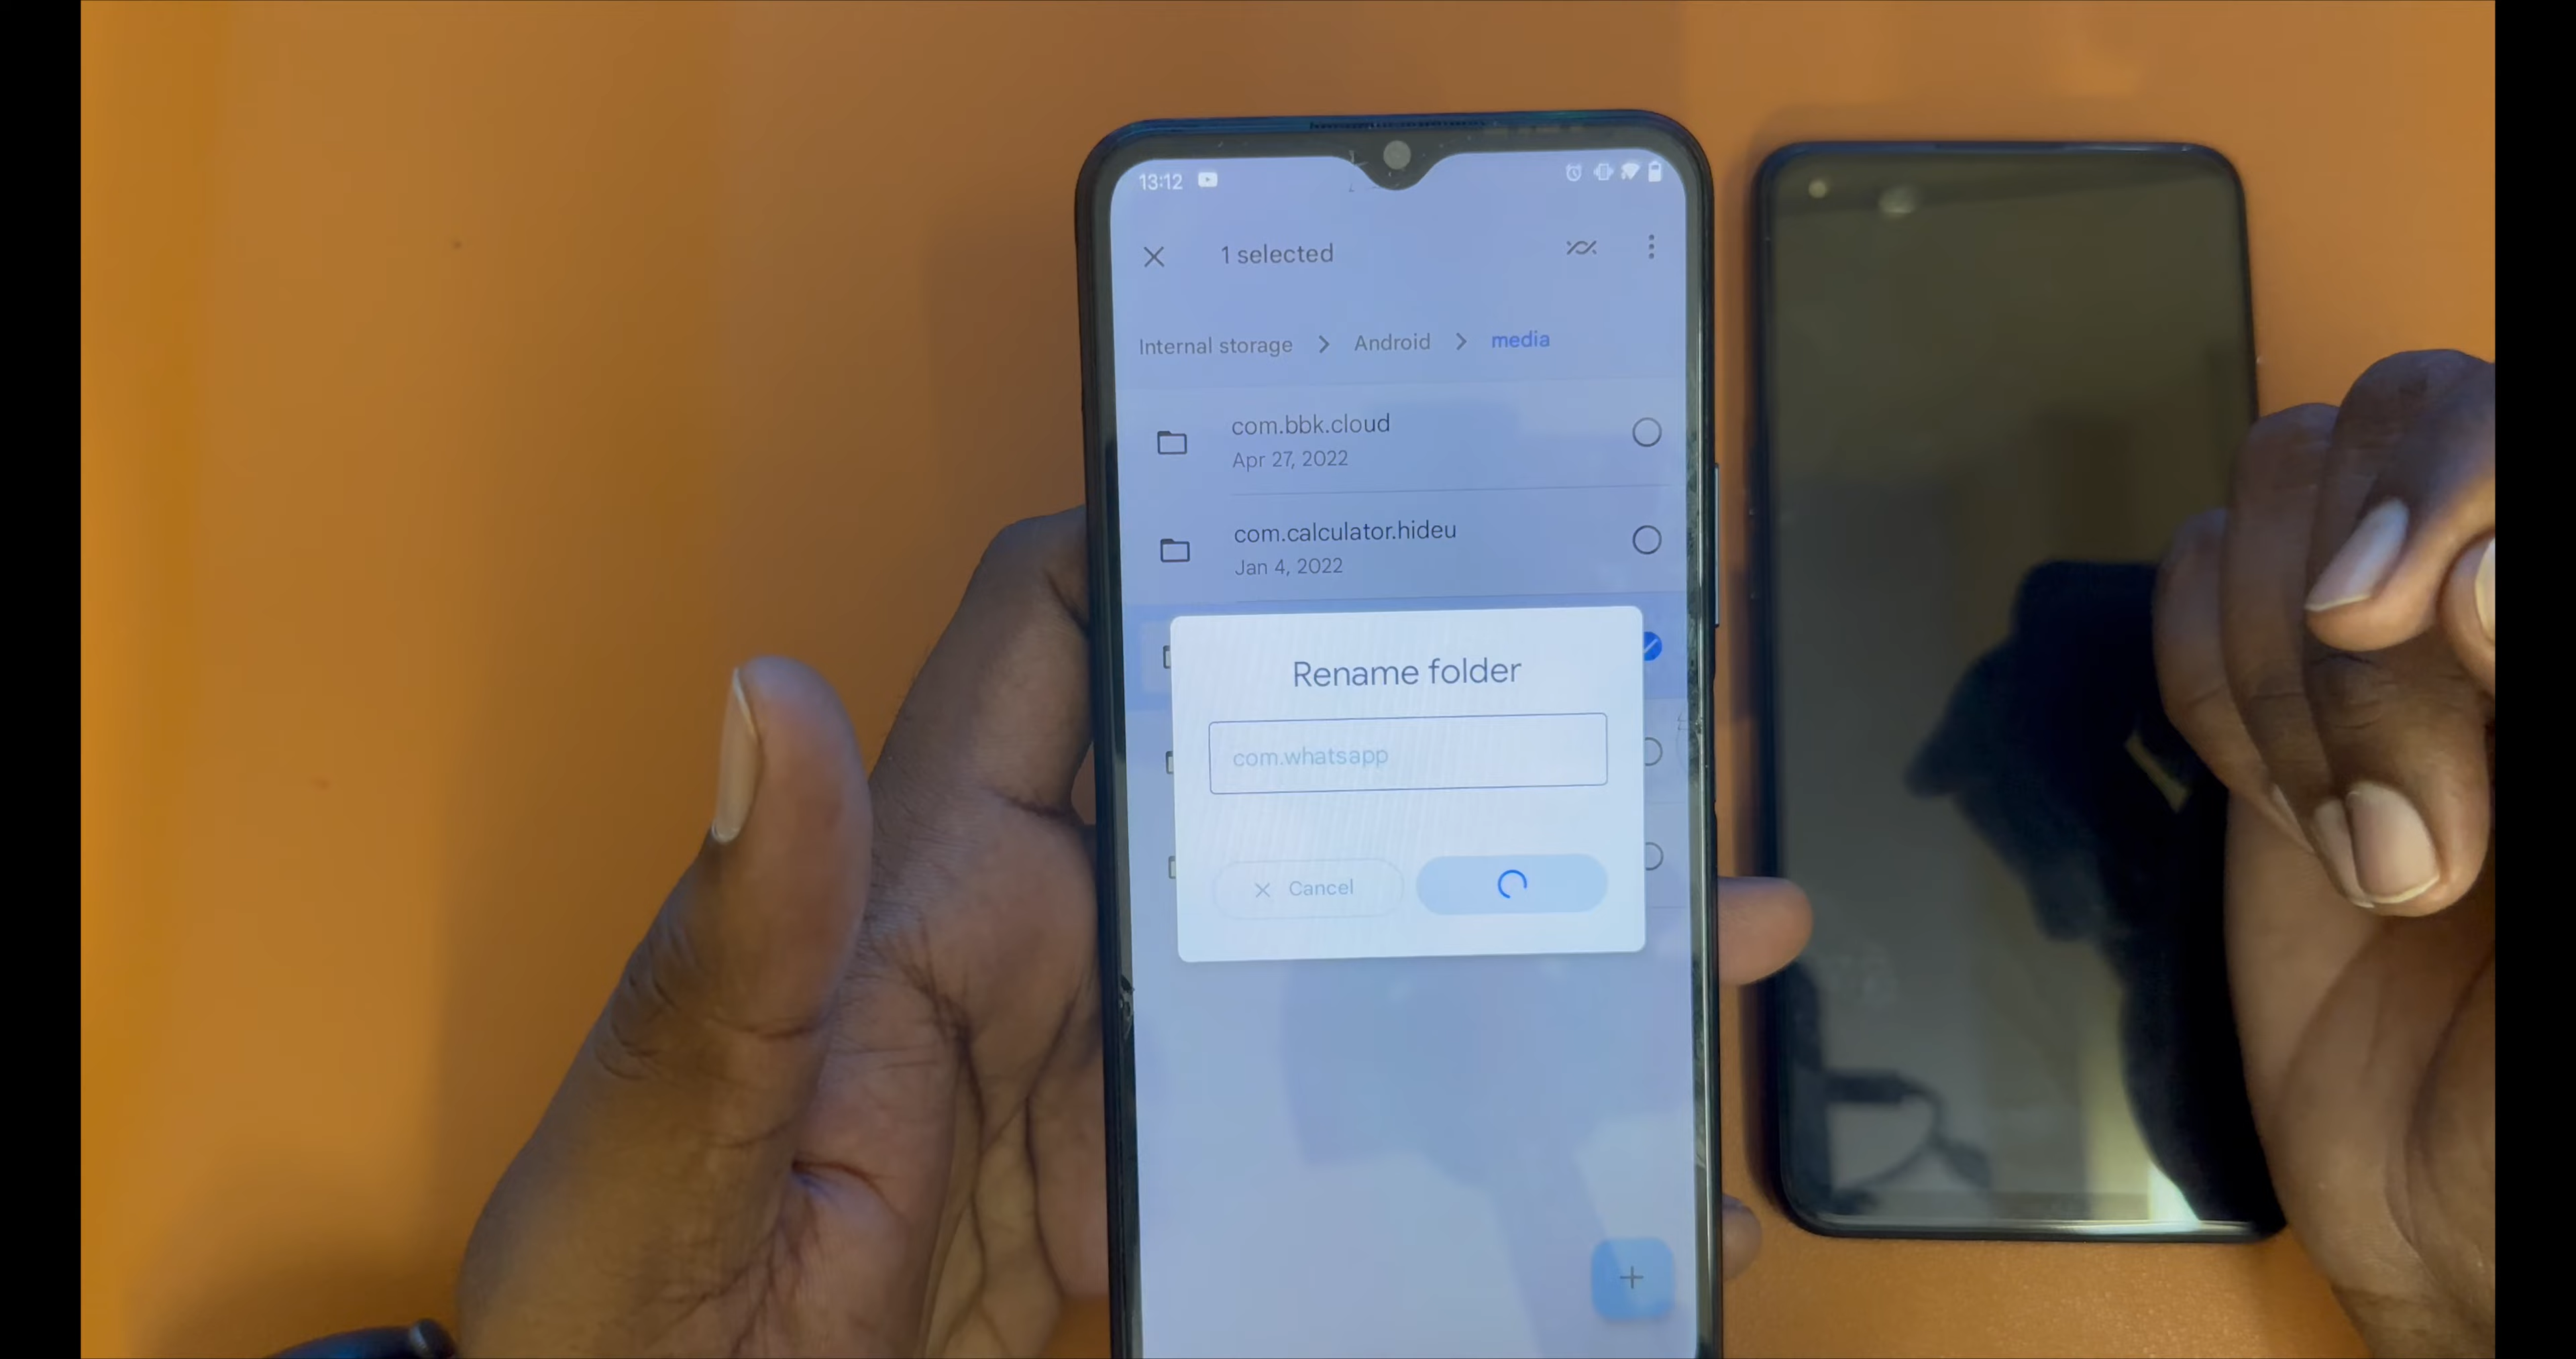 13:12
1 selected
Internal storage > Android > media
com.bbk.cloud
Apr 27, 2022
com.calculator.hideu
Jan 4, 2022
Rename folder
com.whatsapp
Cancel